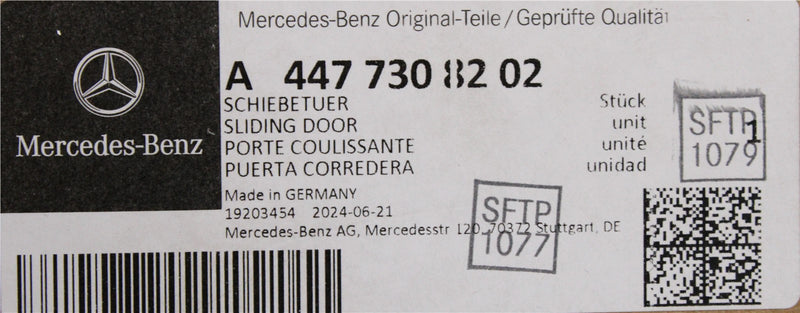 Mercedes-Benz Original-Teile / Geprüfte Qualität
Mercedes-Benz
A 447 730 82 02
SCHIEBETUER
SLIDING DOOR
PORTE COULISSANTE
PUERTA CORREDERA
Stück
unit
unité
unidad
1
SFTP
1079
Made in GERMANY
19203454 2024-06-21
Mercedes-Benz AG, Mercedesstr 120, 70372 Stuttgart, DE
SFTP
1077